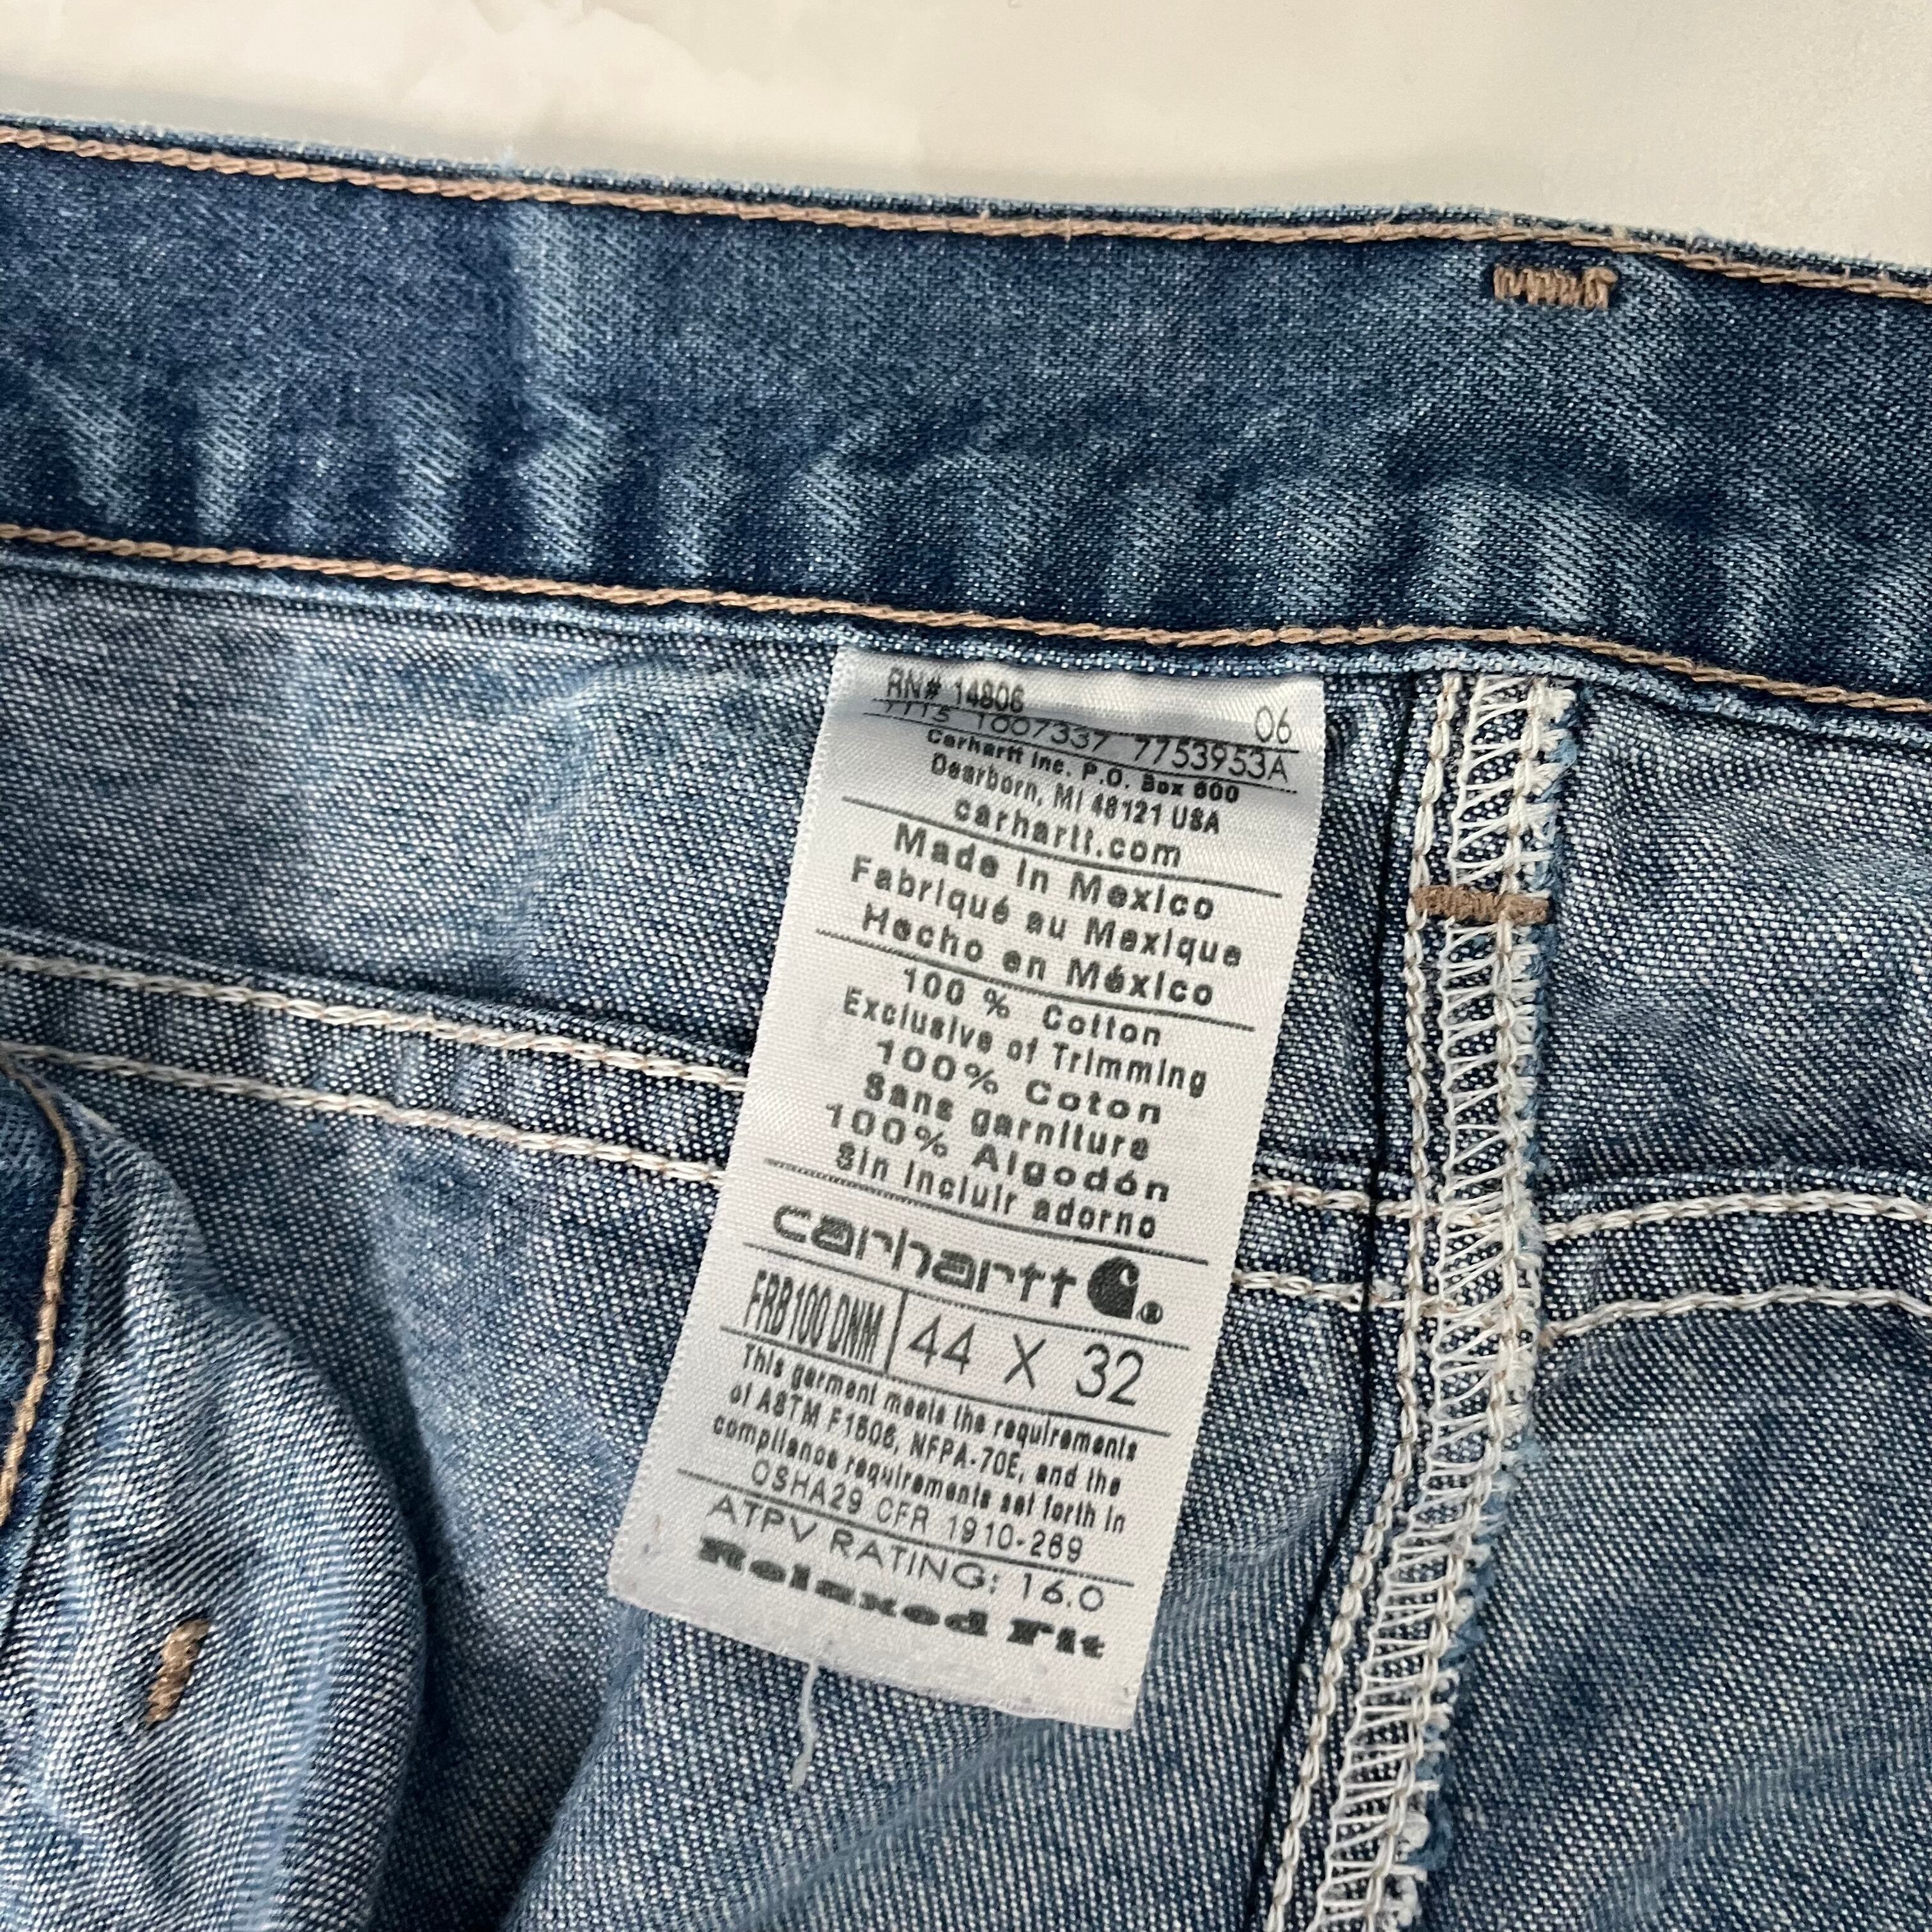 RN# 14806 06
1115 1007337 7753953A
Carhartt Inc. P.O. Box 600
Dearborn, MI 48121 USA
carhartt.com
Made in Mexico
Fabriqué au Mexique
Hecho en México
100 % Cotton
Exclusive of Trimming
100% Coton
Sans garniture
100% Algodón
Sin incluir adorno
carhartt®
FRB100 DNM 44 X 32
This garment meets the requirements
of ASTM F1506, NFPA-70E, and the
compliance requirements set forth in
OSHA29 CFR 1910-269
ATPV RATING: 16.0
Relaxed Fit